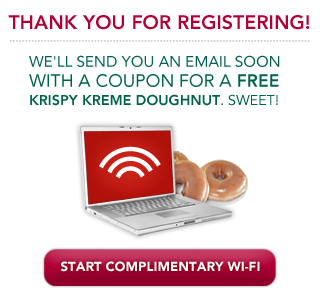 THANK YOU FOR REGISTERING!
WE'LL SEND YOU AN EMAIL SOON
WITH A COUPON FOR A FREE
KRISPY KREME DOUGHNUT. SWEET!
START COMPLIMENTARY WI-FI